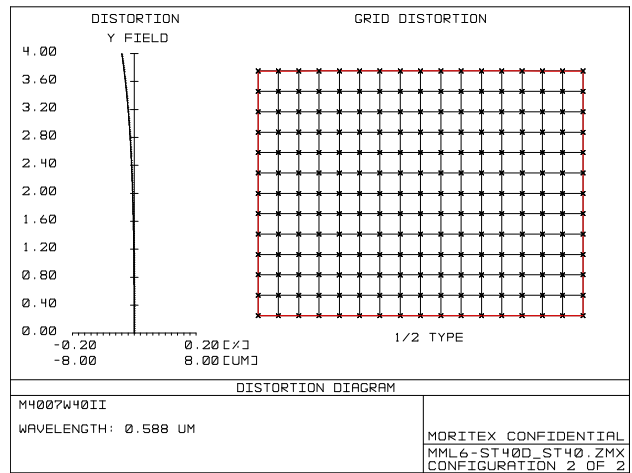 DISTORTION
Y FIELD
GRID DISTORTION
4.00
3.60
3.20
2.80
2.40
2.00
1.60
1.20
0.80
0.40
0.00
-0.20 0.20[%]
-8.00 8.00[UM]
1/2 TYPE
DISTORTION DIAGRAM
M4007W40II
WAVELENGTH: 0.588 UM
MORITEX CONFIDENTIAL
MML6-ST40D_ST40.ZMX
CONFIGURATION 2 OF 2